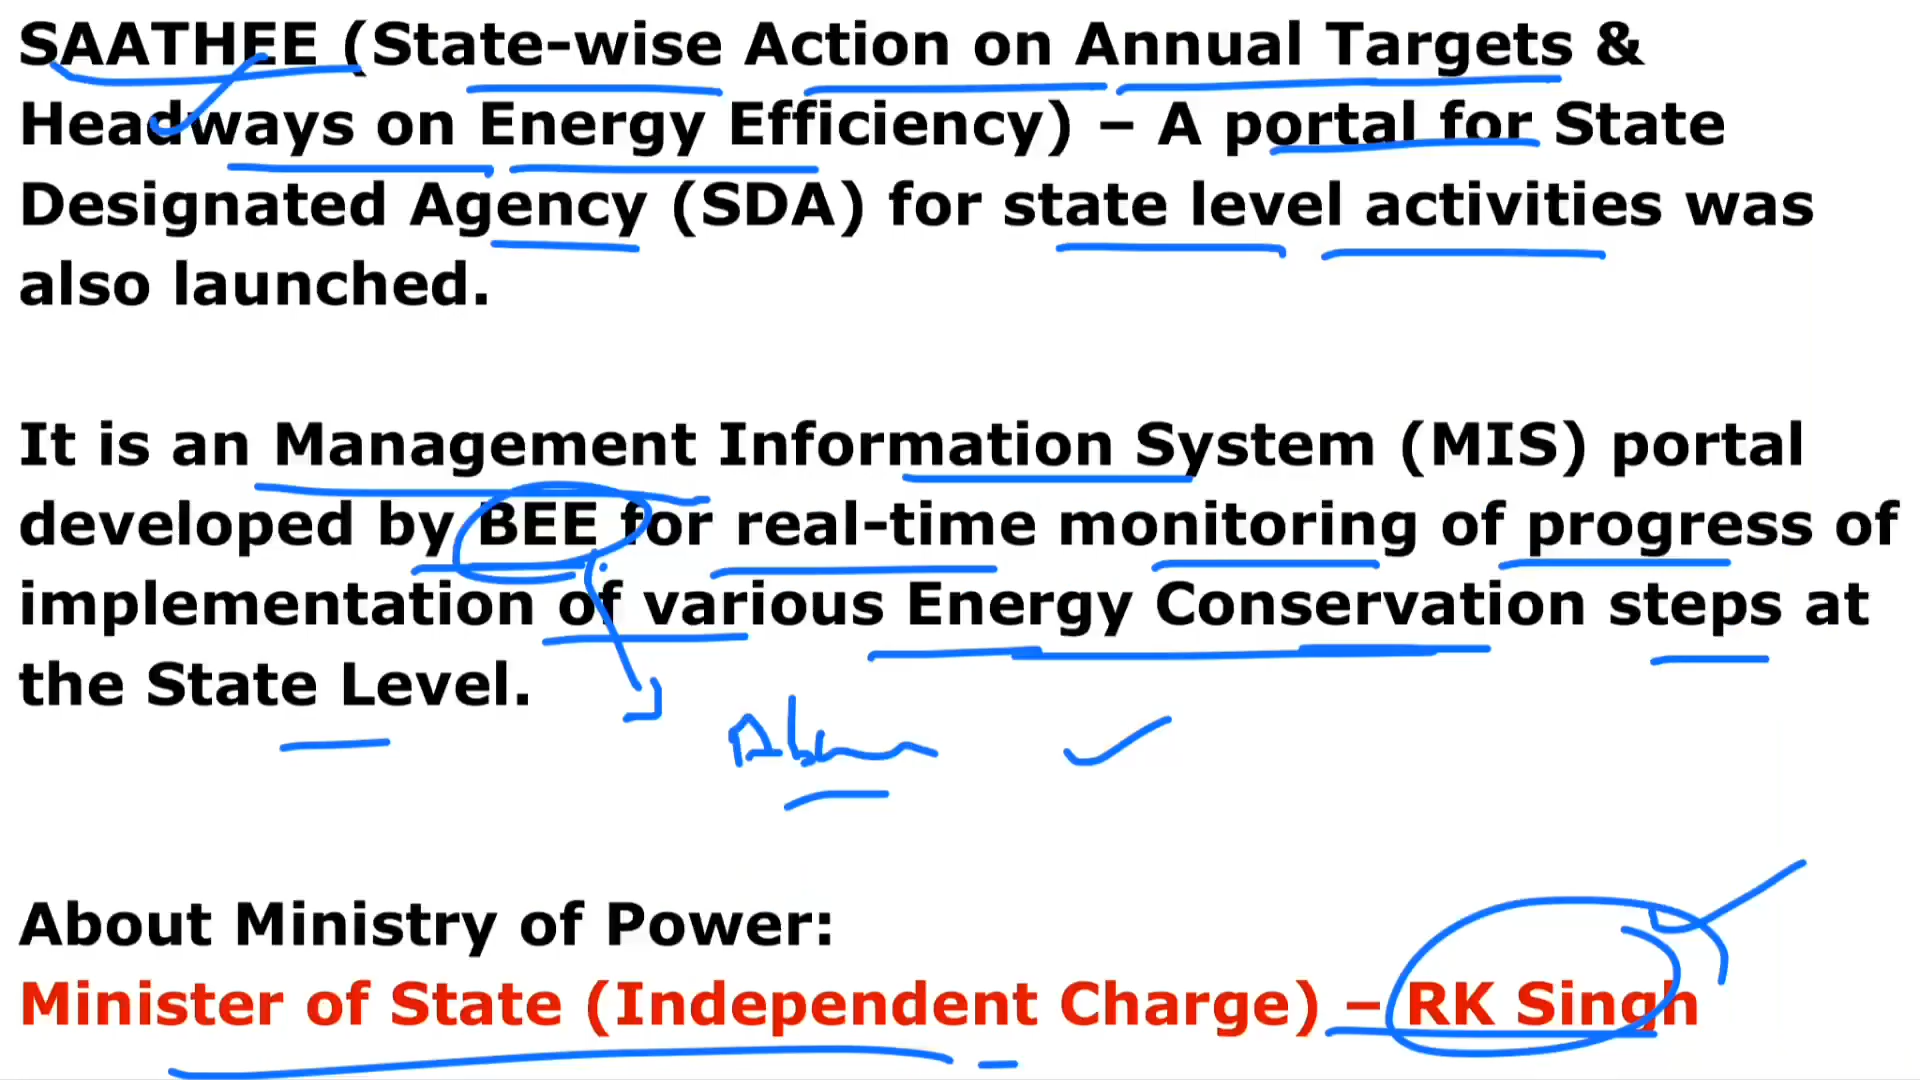 SAATHEE (State-wise Action on Annual Targets &
Headways on Energy Efficiency) – A portal for State
Designated Agency (SDA) for state level activities was
also launched.
It is an Management Information System (MIS) portal
developed by BEE for real-time monitoring of progress of
implementation of various Energy Conservation steps at
the State Level.
About Ministry of Power:
Minister of State (Independent Charge) – RK Singh